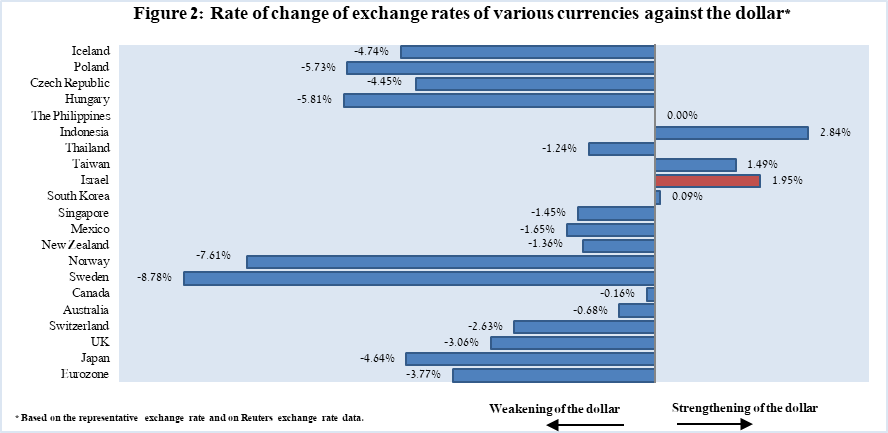 Figure 2: Rate of change of exchange rates of various currencies against the dollar*
Iceland -4.74%
Poland -5.73%
Czech Republic -4.45%
Hungary -5.81%
The Philippines 0.00%
Indonesia 2.84%
Thailand -1.24%
Taiwan 1.49%
Israel 1.95%
South Korea 0.09%
Singapore -1.45%
Mexico -1.65%
New Zealand -1.36%
Norway -7.61%
Sweden -8.78%
Canada -0.16%
Australia -0.68%
Switzerland -2.63%
UK -3.06%
Japan -4.64%
Eurozone -3.77%
Weakening of the dollar Strengthening of the dollar
* Based on the representative exchange rate and on Reuters exchange rate data.